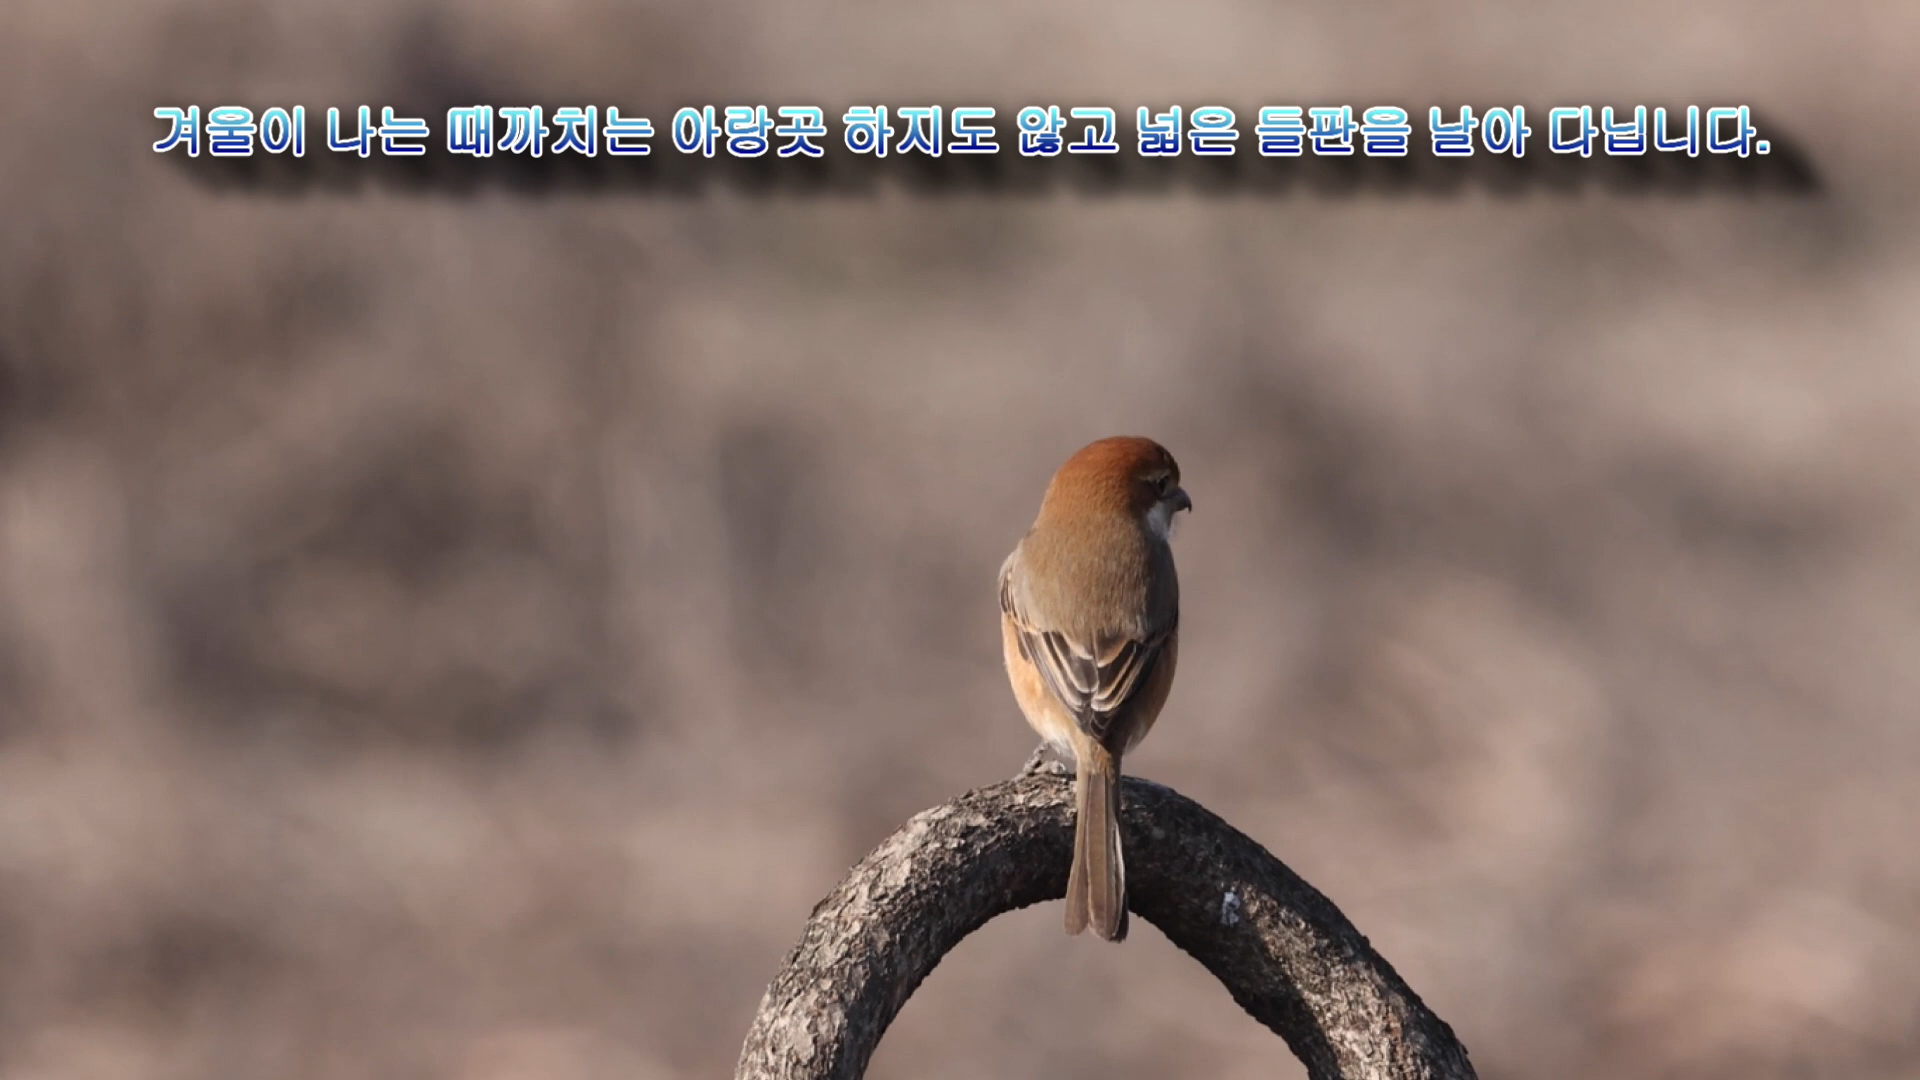 겨울이 나는 때까치는 아랑곳 하지도 않고 넓은 들판을 날아 다닙니다.